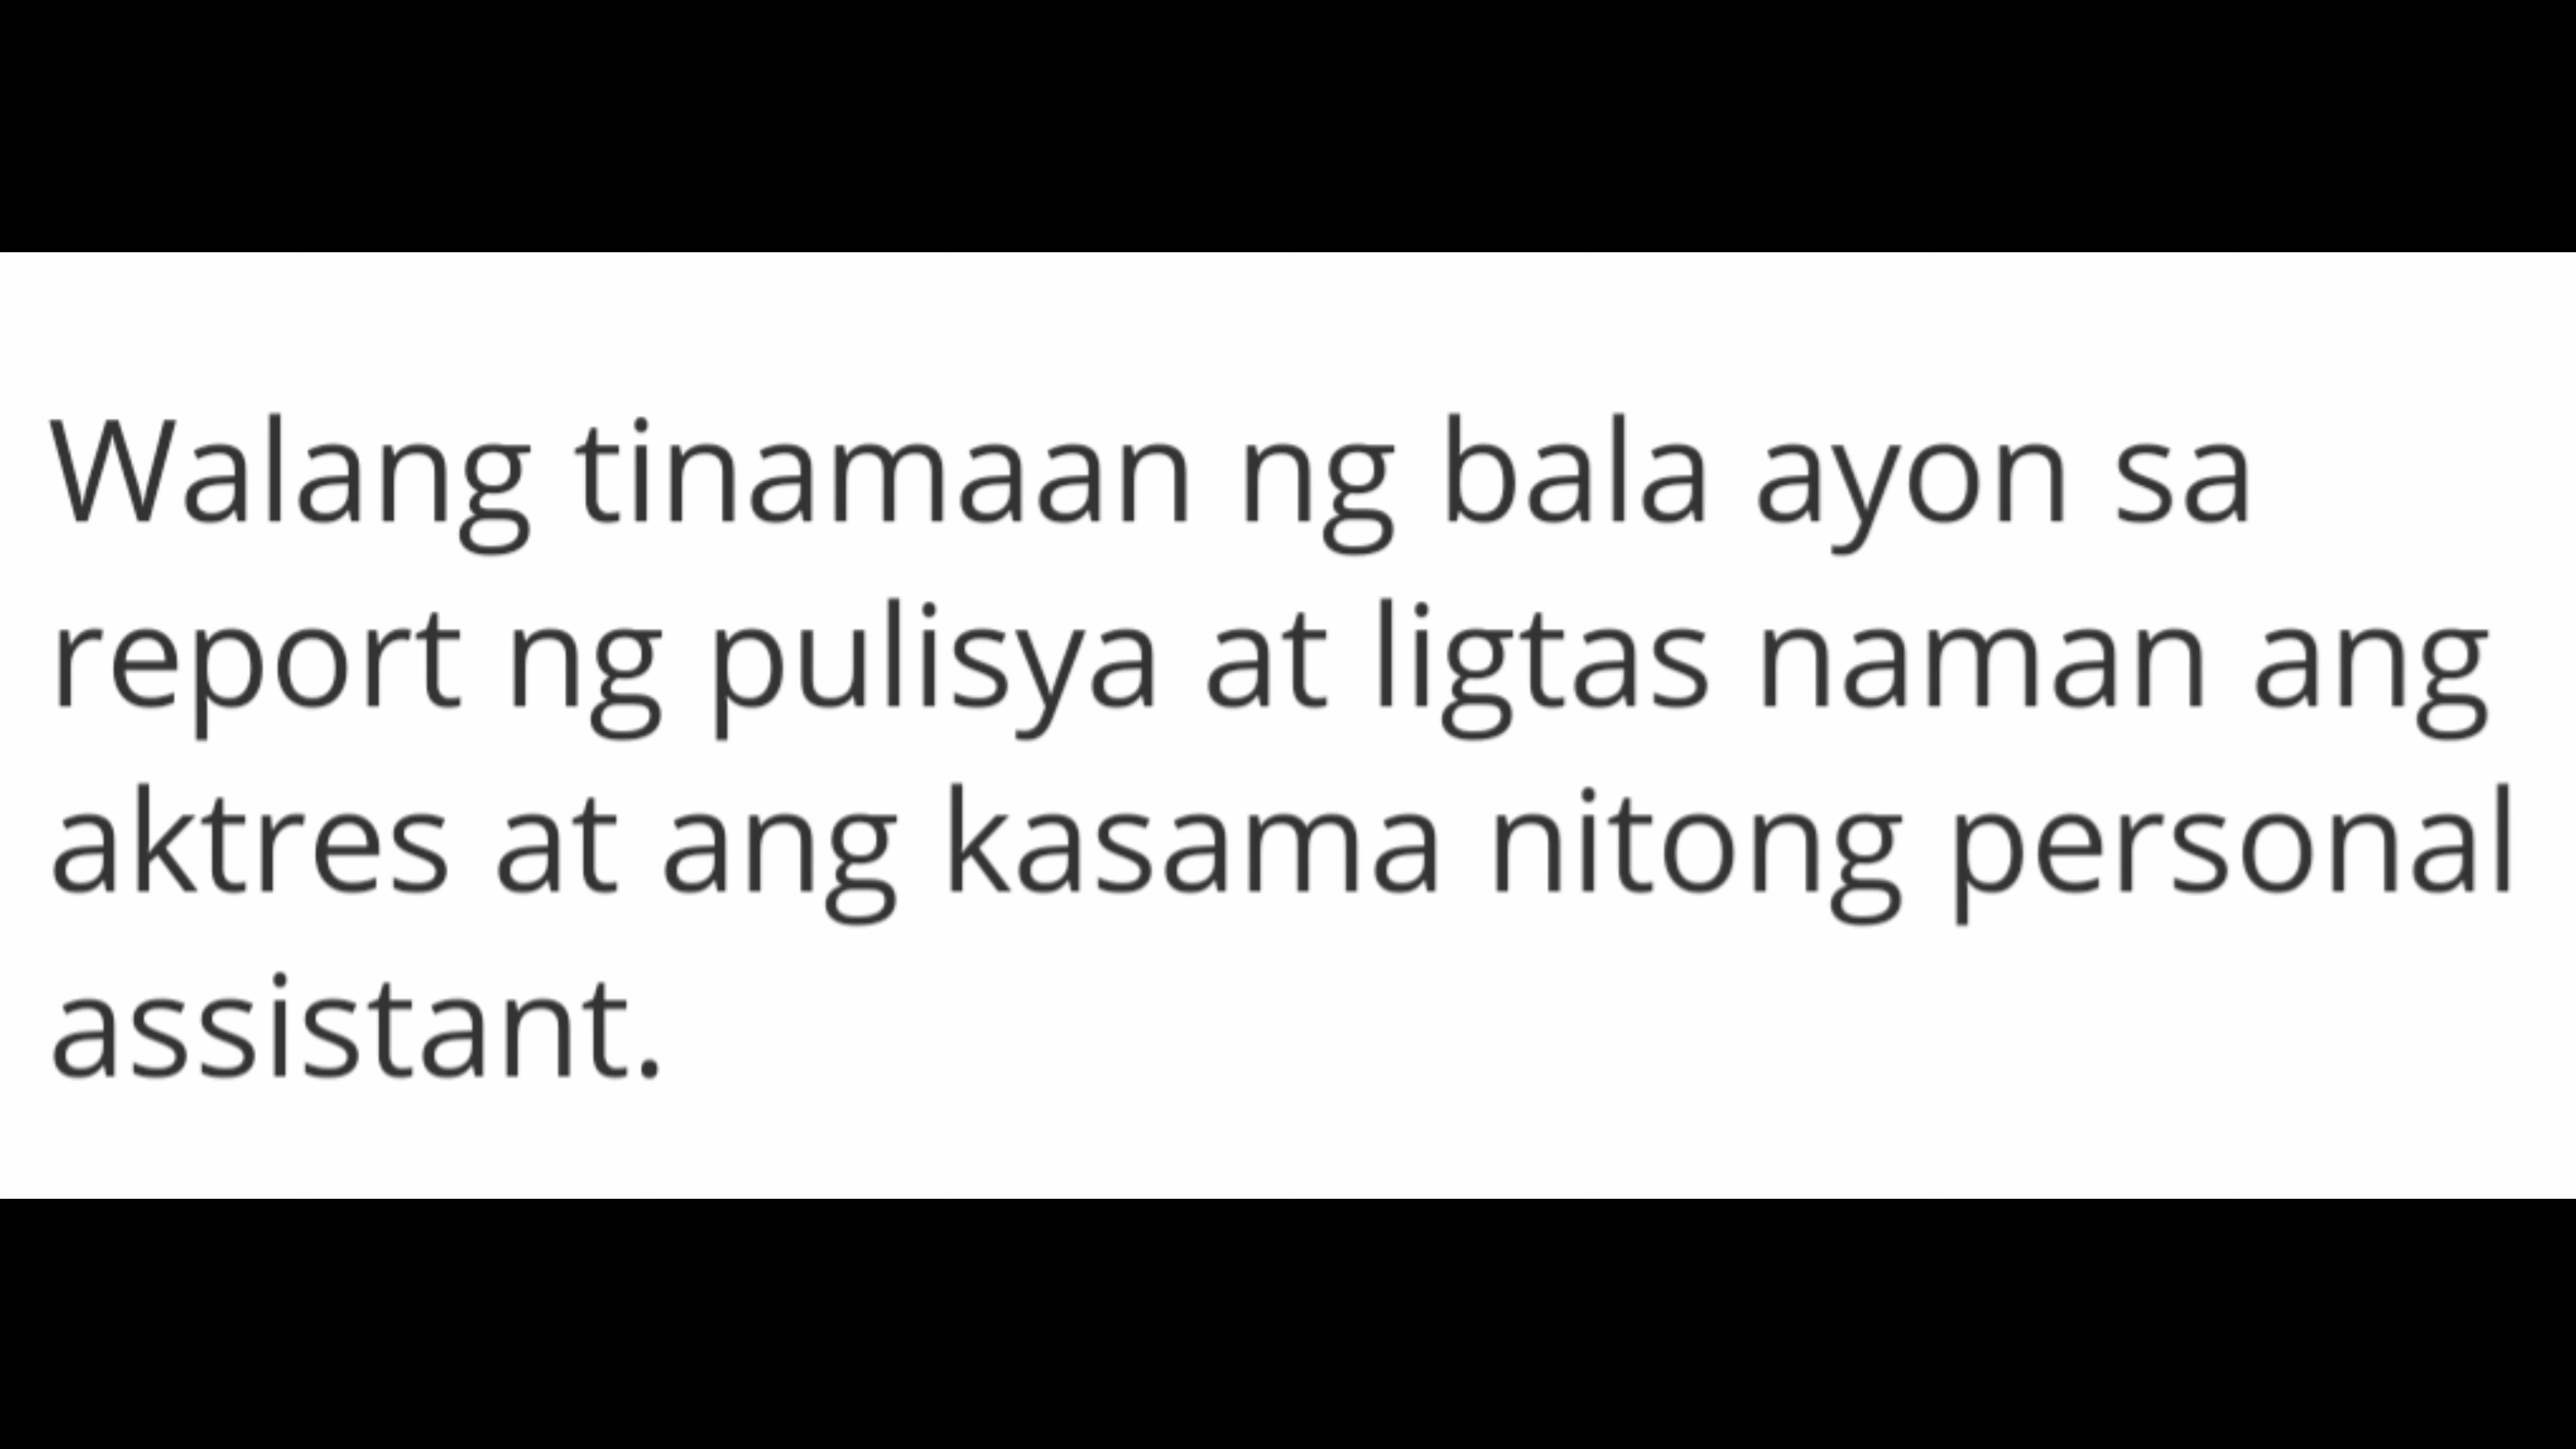 Walang tinamaan ng bala ayon sa
report ng pulisya at ligtas naman ang
aktres at ang kasama nitong personal
assistant.